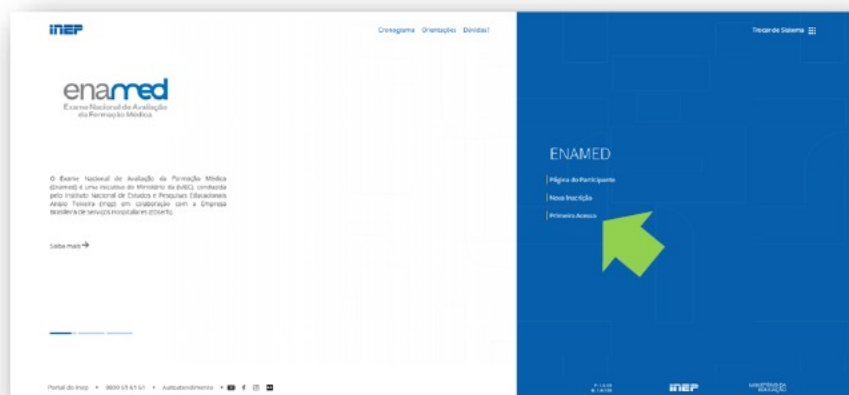 inep
Cronograma Orientações Dúvidas?
Trocar de Sistema
enamed
Exame Nacional de Avaliação
da Formação Médica
ENAMED
Página do Participante
Nova Inscrição
Primeiro Acesso
O Exame Nacional de Avaliação da Formação Médica
(Enamed) é uma iniciativa do Ministério da (MEC), conduzida
pelo Instituto Nacional de Estudos e Pesquisas Educacionais
Anísio Teixeira (Inep) em colaboração com a Empresa
Brasileira de Serviços Hospitalares (Ebserh).
Saiba mais
Portal do Inep • 0800 61 61 61 • Autoatendimento
inep
MINISTÉRIO DA
EDUCAÇÃO